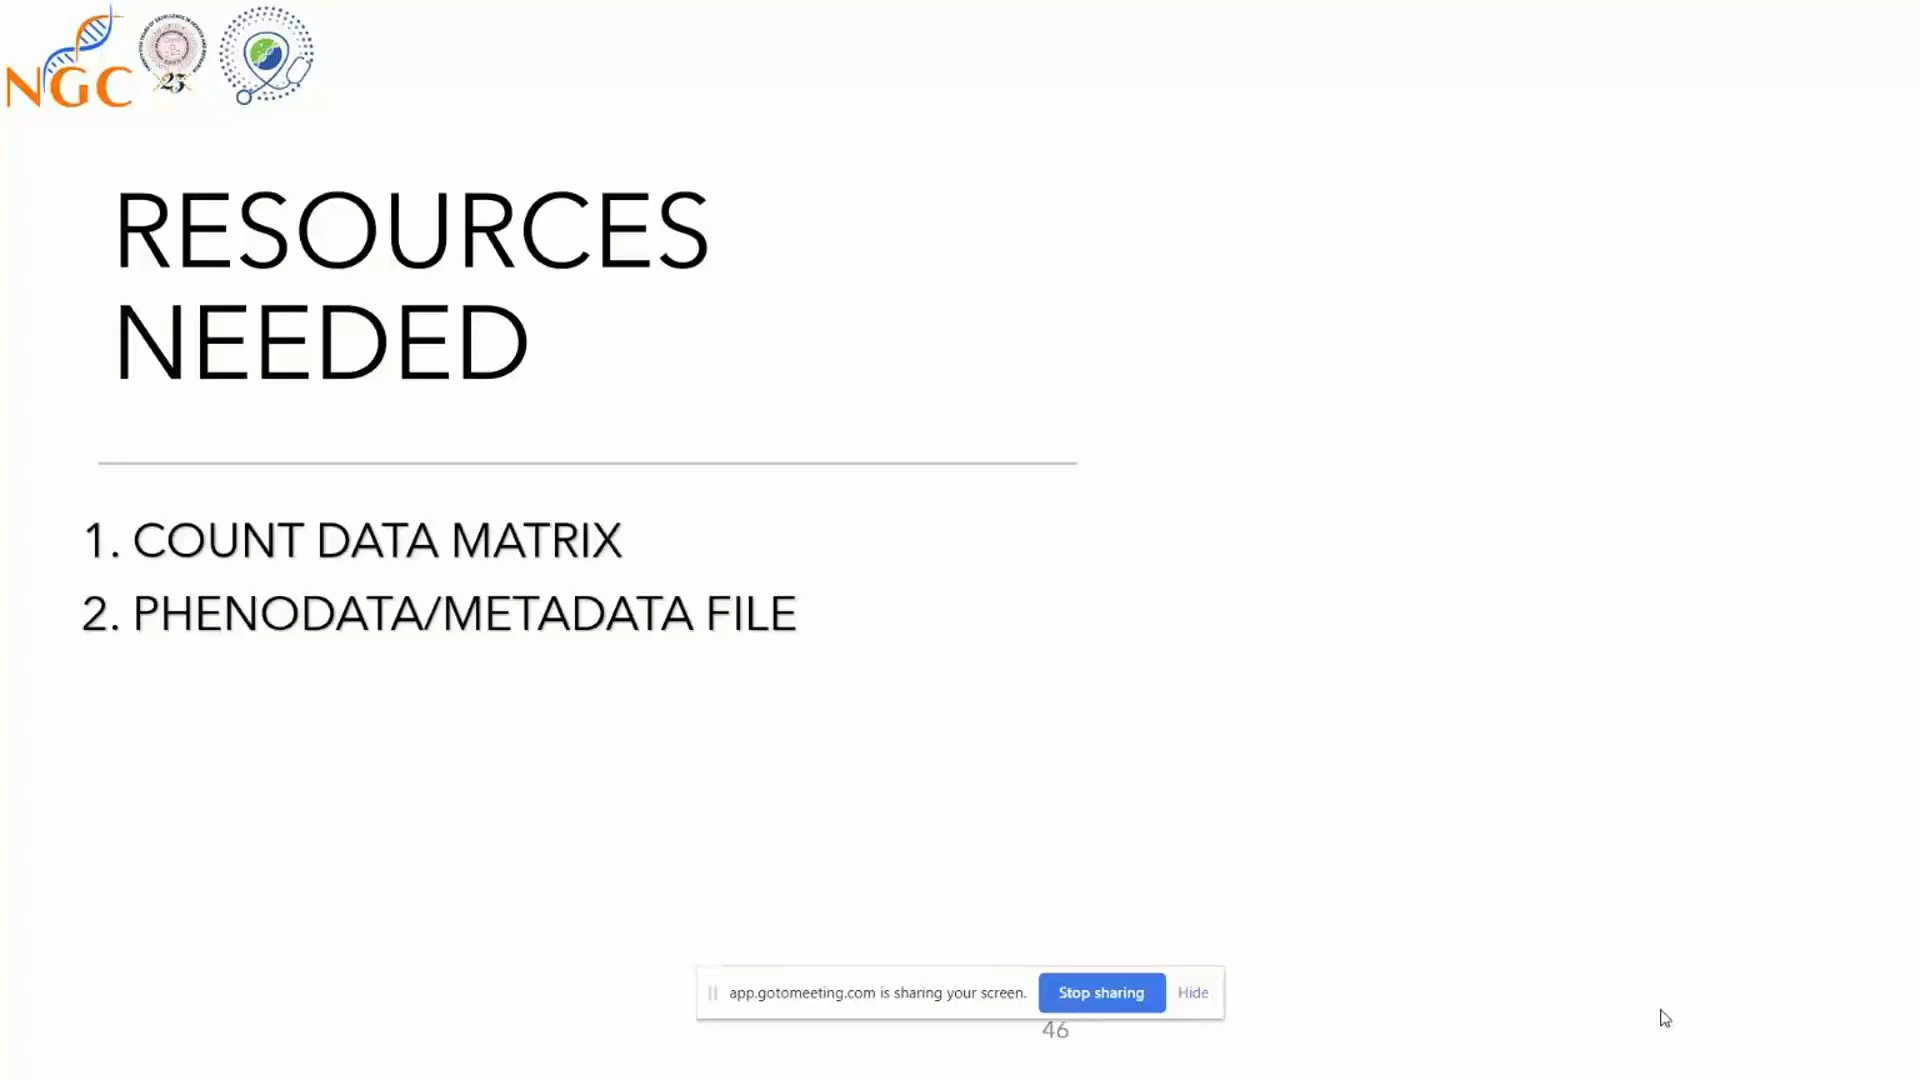 NGC
25
RESOURCES
NEEDED
1. COUNT DATA MATRIX
2. PHENODATA/METADATA FILE
app.gotomeeting.com is sharing your screen. Stop sharing Hide
46